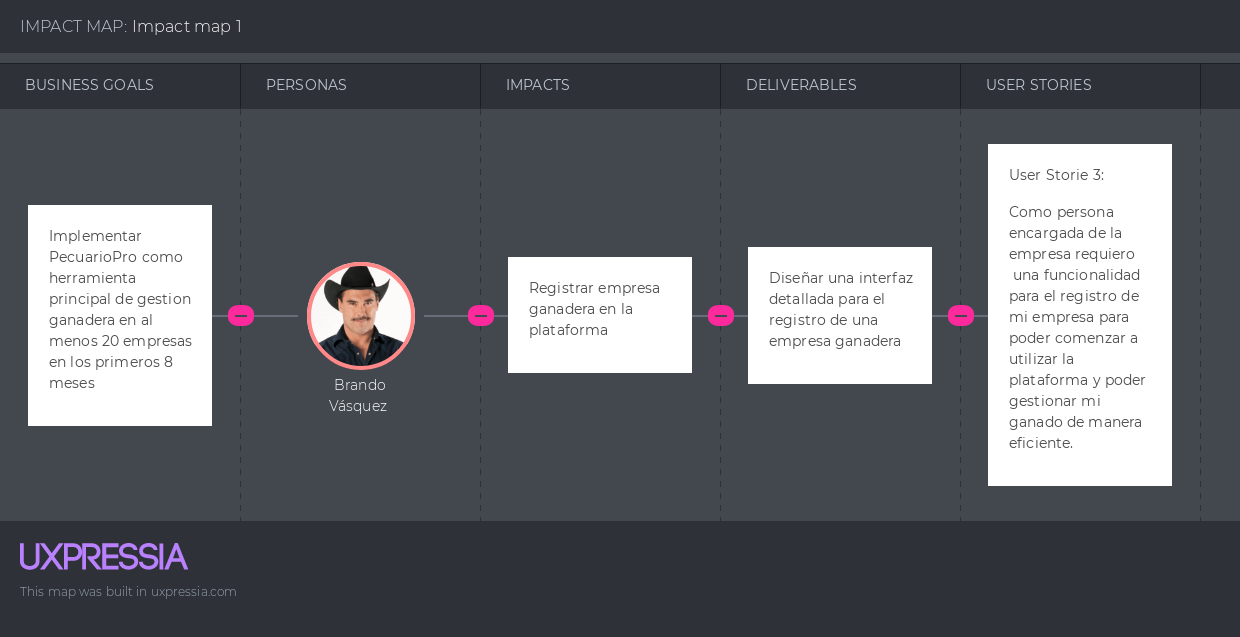 IMPACT MAP: Impact map 1
BUSINESS GOALS
PERSONAS
IMPACTS
DELIVERABLES
USER STORIES
Implementar
PecuarioPro como
herramienta
principal de gestion
ganadera en al
menos 20 empresas
en los primeros 8
meses
Brando
Vásquez
Registrar empresa
ganadera en la
plataforma
Diseñar una interfaz
detallada para el
registro de una
empresa ganadera
User Storie 3:
Como persona
encargada de la
empresa requiero
una funcionalidad
para el registro de
mi empresa para
poder comenzar a
utilizar la
plataforma y poder
gestionar mi
ganado de manera
eficiente.
UXPRESSIA
This map was built in uxpressia.com